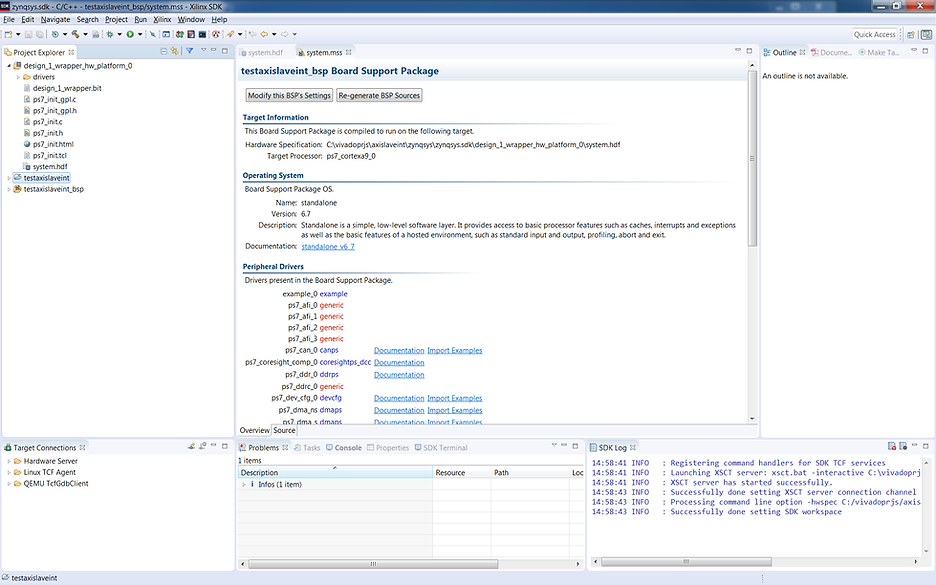 zynqsys.sdk - C/C++ - testaxislaveint_bsp/system.mss - Xilinx SDK
File Edit Navigate Search Project Run Xilinx Window Help
Quick Access
Project Explorer
design_1_wrapper_hw_platform_0
drivers
design_1_wrapper.bit
ps7_init_gpl.c
ps7_init_gpl.h
ps7_init.c
ps7_init.h
ps7_init.html
ps7_init.tcl
system.hdf
testaxislaveint
testaxislaveint_bsp
system.hdf system.mss
testaxislaveint_bsp Board Support Package
Modify this BSP's Settings Re-generate BSP Sources
Target Information
This Board Support Package is compiled to run on the following target.
Hardware Specification: C:\vivadoprjs\axislaveint\zynqsys\zynqsys.sdk\design_1_wrapper_hw_platform_0\system.hdf
Target Processor: ps7_cortexa9_0
Operating System
Board Support Package OS.
Name: standalone
Version: 6.7
Description: Standalone is a simple, low-level software layer. It provides access to basic processor features such as caches, interrupts and exceptions
as well as the basic features of a hosted environment, such as standard input and output, profiling, abort and exit.
Documentation: standalone_v6_7
Peripheral Drivers
Drivers present in the Board Support Package.
example_0 example
ps7_afi_0 generic
ps7_afi_1 generic
ps7_afi_2 generic
ps7_afi_3 generic
ps7_can_0 canps Documentation Import Examples
ps7_coresight_comp_0 coresightps_dcc Documentation
ps7_ddr_0 ddrps Documentation
ps7_ddrc_0 generic
ps7_dev_cfg_0 devcfg Documentation Import Examples
ps7_dma_ns dmaps Documentation Import Examples
ps7_dma_s dmaps Documentation Import Examples
Overview Source
Outline Docume... Make Ta...
An outline is not available.
Target Connections
Hardware Server
Linux TCF Agent
QEMU TcfGdbClient
Problems Tasks Console Properties SDK Terminal
1 items
Description Resource Path Loc
Infos (1 item)
SDK Log
14:58:41 INFO : Registering command handlers for SDK TCF services
14:58:41 INFO : Launching XSCT server: xsct.bat -interactive C:\vivadoprj
14:58:41 INFO : XSCT server has started successfully.
14:58:43 INFO : Successfully done setting XSCT server connection channel
14:58:43 INFO : Processing command line option -hwspec C:/vivadoprjs/axis
14:58:43 INFO : Successfully done setting SDK workspace
testaxislaveint